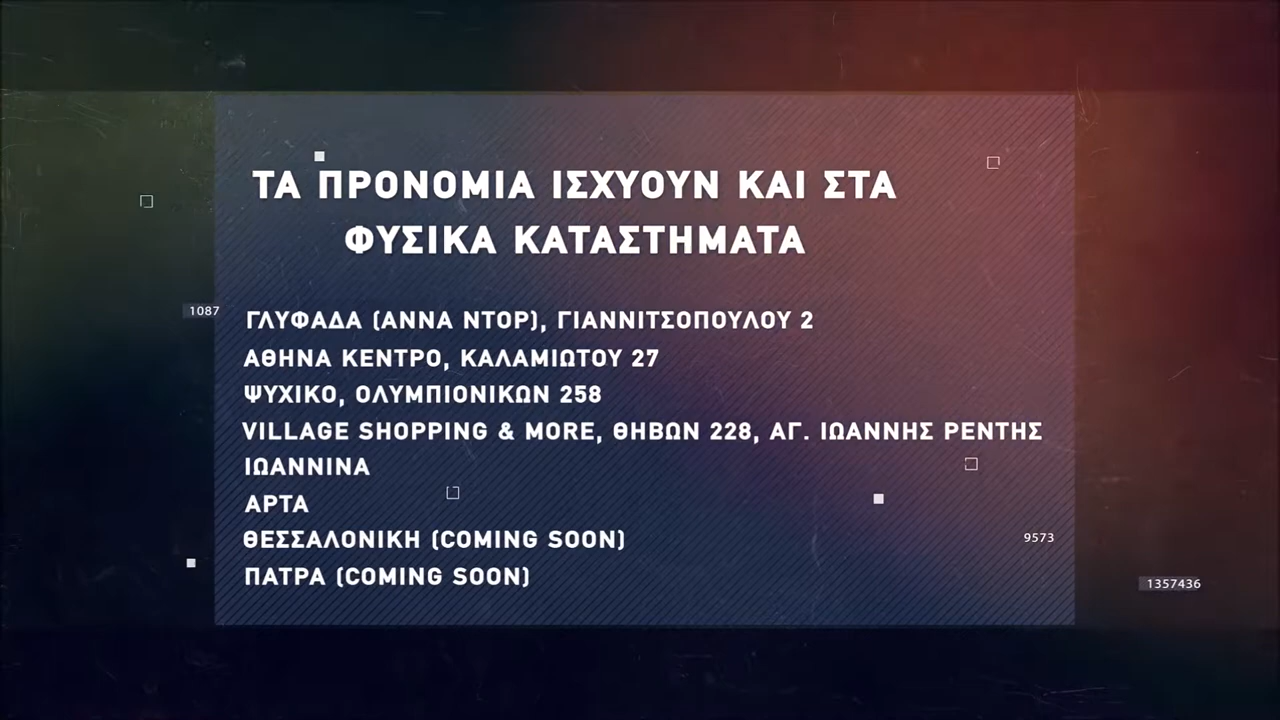 ΤΑ ΠΡΟΝΟΜΙΑ ΙΣΧΥΟΥΝ ΚΑΙ ΣΤΑ
ΦΥΣΙΚΑ ΚΑΤΑΣΤΗΜΑΤΑ
1087
ΓΛΥΦΑΔΑ (ΑΝΝΑ ΝΤΟΡ), ΓΙΑΝΝΙΤΣΟΠΟΥΛΟΥ 2
ΑΘΗΝΑ ΚΕΝΤΡΟ, ΚΑΛΑΜΙΩΤΟΥ 27
ΨΥΧΙΚΟ, ΟΛΥΜΠΙΟΝΙΚΩΝ 258
VILLAGE SHOPPING & MORE, ΘΗΒΩΝ 228, ΑΓ. ΙΩΑΝΝΗΣ ΡΕΝΤΗΣ
ΙΩΑΝΝΙΝΑ
ΑΡΤΑ
ΘΕΣΣΑΛΟΝΙΚΗ (COMING SOON)
9573
ΠΑΤΡΑ (COMING SOON)
1357436